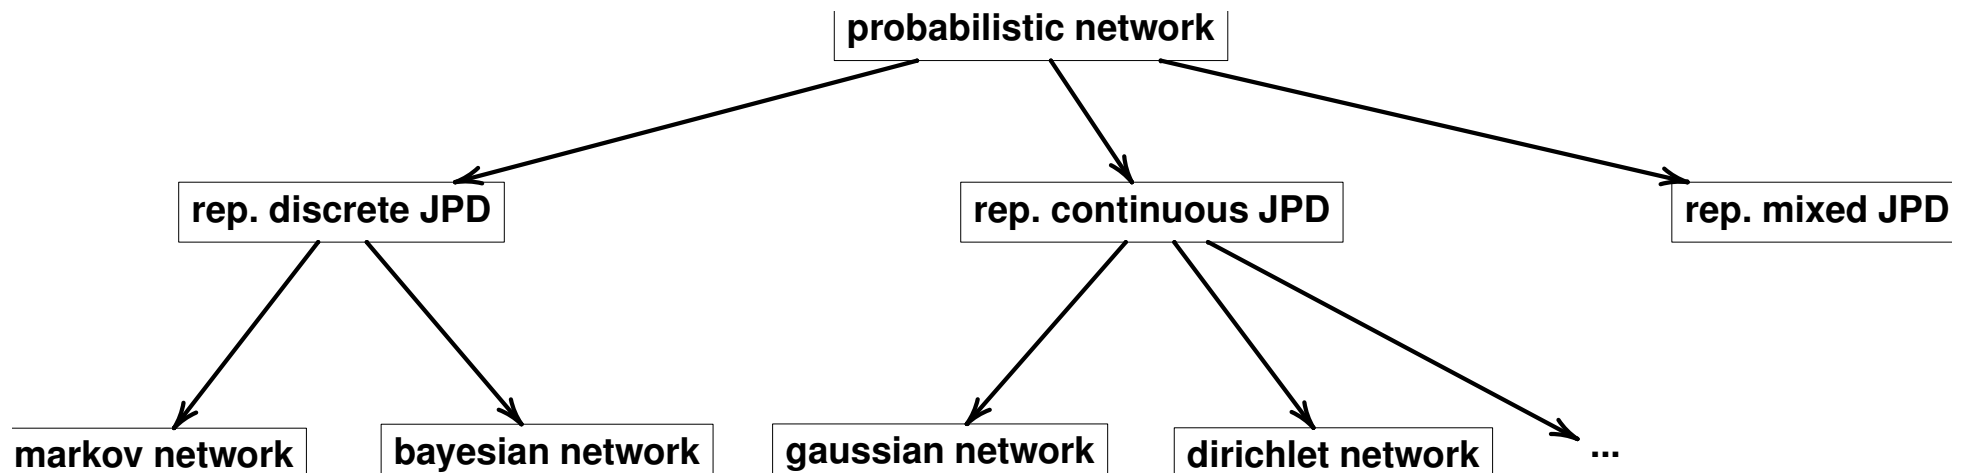 probabilistic network
rep. discrete JPD
rep. continuous JPD
rep. mixed JPD
markov network
bayesian network
gaussian network
dirichlet network
...